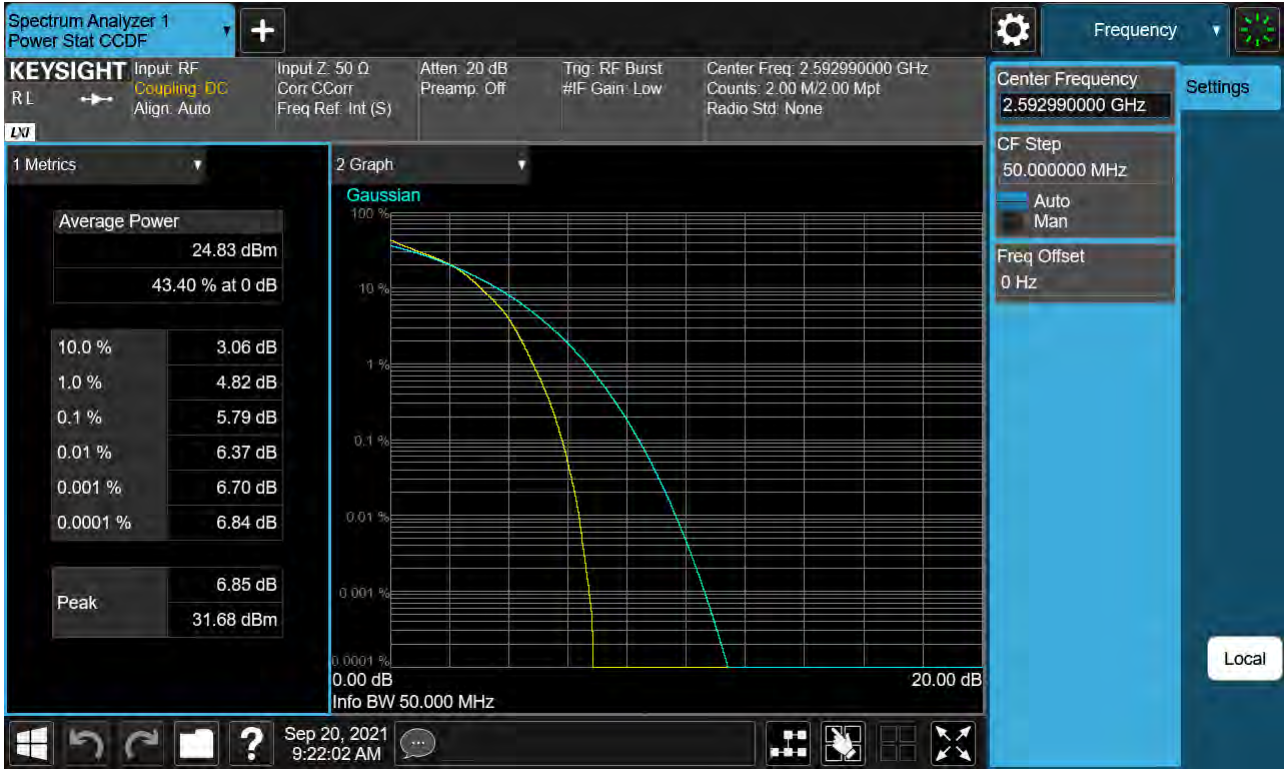 Spectrum Analyzer 1
Power Stat CCDF
Frequency
KEYSIGHT
R L
LXI
Input: RF
Coupling: DC
Align: Auto
Input Z: 50 Ω
Corr CCorr
Freq Ref: Int (S)
Atten: 20 dB
Preamp: Off
Trig: RF Burst
#IF Gain: Low
Center Freq: 2.592990000 GHz
Counts: 2.00 M/2.00 Mpt
Radio Std: None
Center Frequency
2.592990000 GHz
Settings
CF Step
50.000000 MHz
Auto
Man
Freq Offset
0 Hz
1 Metrics
Average Power
24.83 dBm
43.40 % at 0 dB
10.0 % 3.06 dB
1.0 % 4.82 dB
0.1 % 5.79 dB
0.01 % 6.37 dB
0.001 % 6.70 dB
0.0001 % 6.84 dB
Peak
6.85 dB
31.68 dBm
2 Graph
Gaussian
100 %
10 %
1 %
0.1 %
0.01 %
0.001 %
0.0001 %
0.00 dB 20.00 dB
Info BW 50.000 MHz
Local
?
Sep 20, 2021
9:22:02 AM